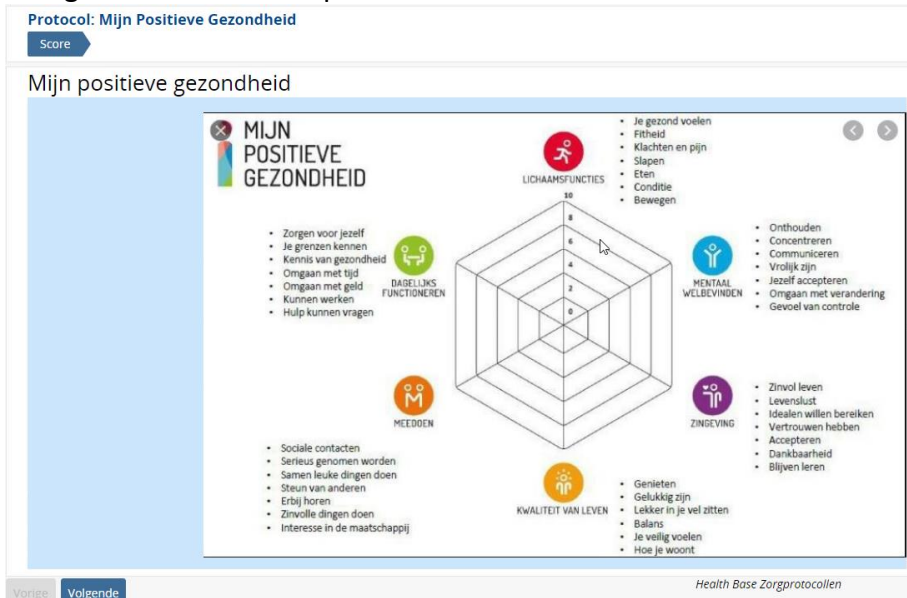 Protocol: Mijn Positieve Gezondheid
Score
Mijn positieve gezondheid
MIJN
POSITIEVE
GEZONDHEID
LICHAAMSFUNCTIES
• Je gezond voelen
• Fitheid
• Klachten en pijn
• Slapen
• Eten
• Conditie
• Bewegen
10
8
6
4
2
0
• Zorgen voor jezelf
• Je grenzen kennen
• Kennis van gezondheid
• Omgaan met tijd
• Omgaan met geld
• Kunnen werken
• Hulp kunnen vragen
DAGELIJKS
FUNCTIONEREN
MENTAAL
WELBEVINDEN
• Onthouden
• Concentreren
• Communiceren
• Vrolijk zijn
• Jezelf accepteren
• Omgaan met verandering
• Gevoel van controle
MEEDOEN
• Sociale contacten
• Serieus genomen worden
• Samen leuke dingen doen
• Steun van anderen
• Erbij horen
• Zinvolle dingen doen
• Interesse in de maatschappij
ZINGEVING
• Zinvol leven
• Levenslust
• Idealen willen bereiken
• Vertrouwen hebben
• Accepteren
• Dankbaarheid
• Blijven leren
KWALITEIT VAN LEVEN
• Genieten
• Gelukkig zijn
• Lekker in je vel zitten
• Balans
• Je veilig voelen
• Hoe je woont
Health Base Zorgprotocollen
Vorige
Volgende